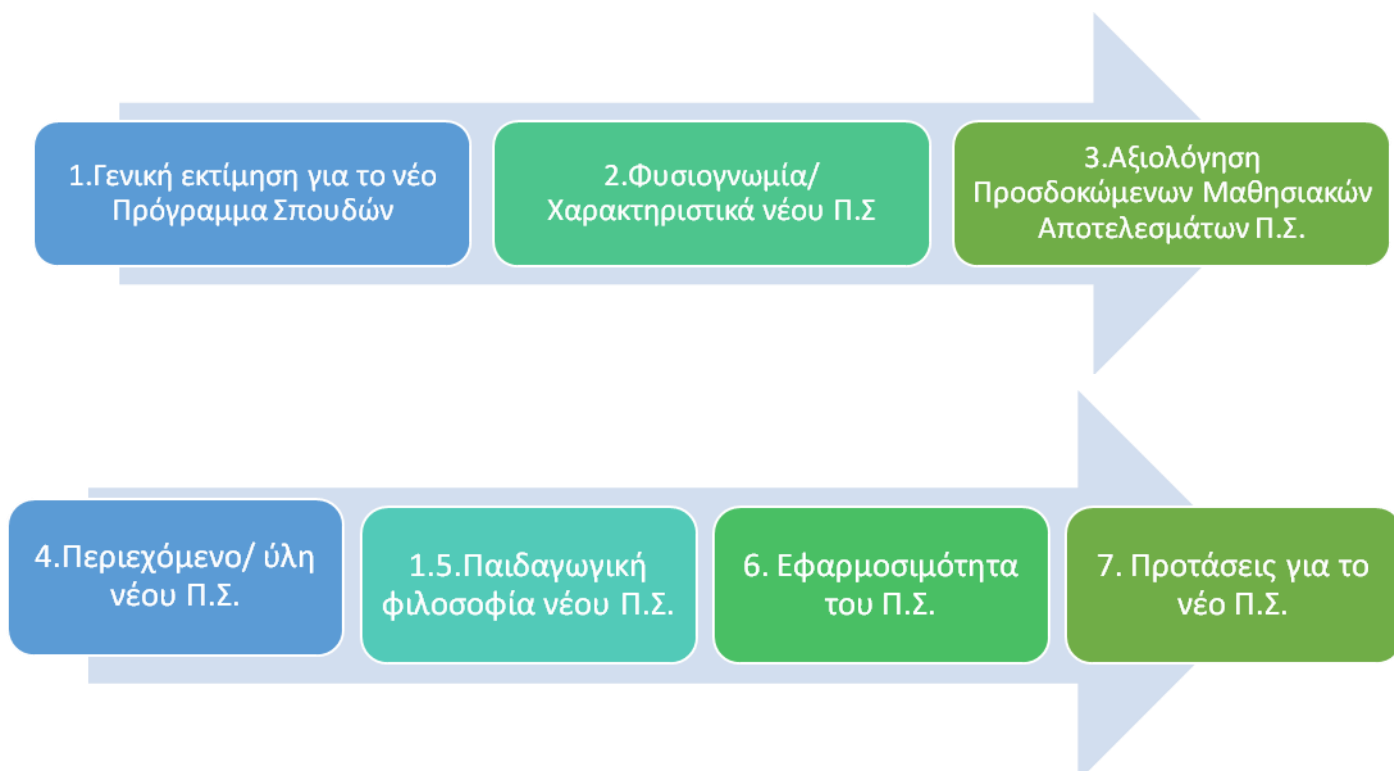 1.Γενική εκτίμηση για το νέο
Πρόγραμμα Σπουδών
2.Φυσιογνωμία/
Χαρακτηριστικά νέου Π.Σ
3.Αξιολόγηση
Προσδοκώμενων Μαθησιακών
Αποτελεσμάτων Π.Σ.
4.Περιεχόμενο/ ύλη
νέου Π.Σ.
1.5.Παιδαγωγική
φιλοσοφία νέου Π.Σ.
6. Εφαρμοσιμότητα
του Π.Σ.
7. Προτάσεις για το
νέο Π.Σ.